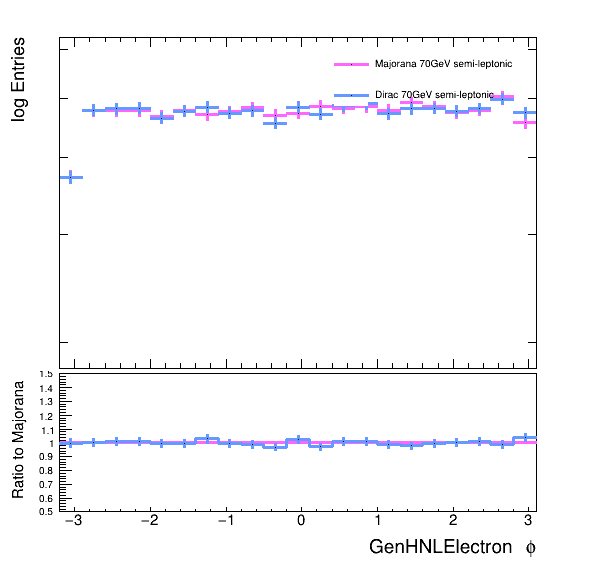 log Entries
Majorana 70GeV semi-leptonic
Dirac 70GeV semi-leptonic
Ratio to Majorana
1.5
1.4
1.3
1.2
1.1
1
0.9
0.8
0.7
0.6
0.5
−3 −2 −1 0 1 2 3
GenHNLElectron ϕ